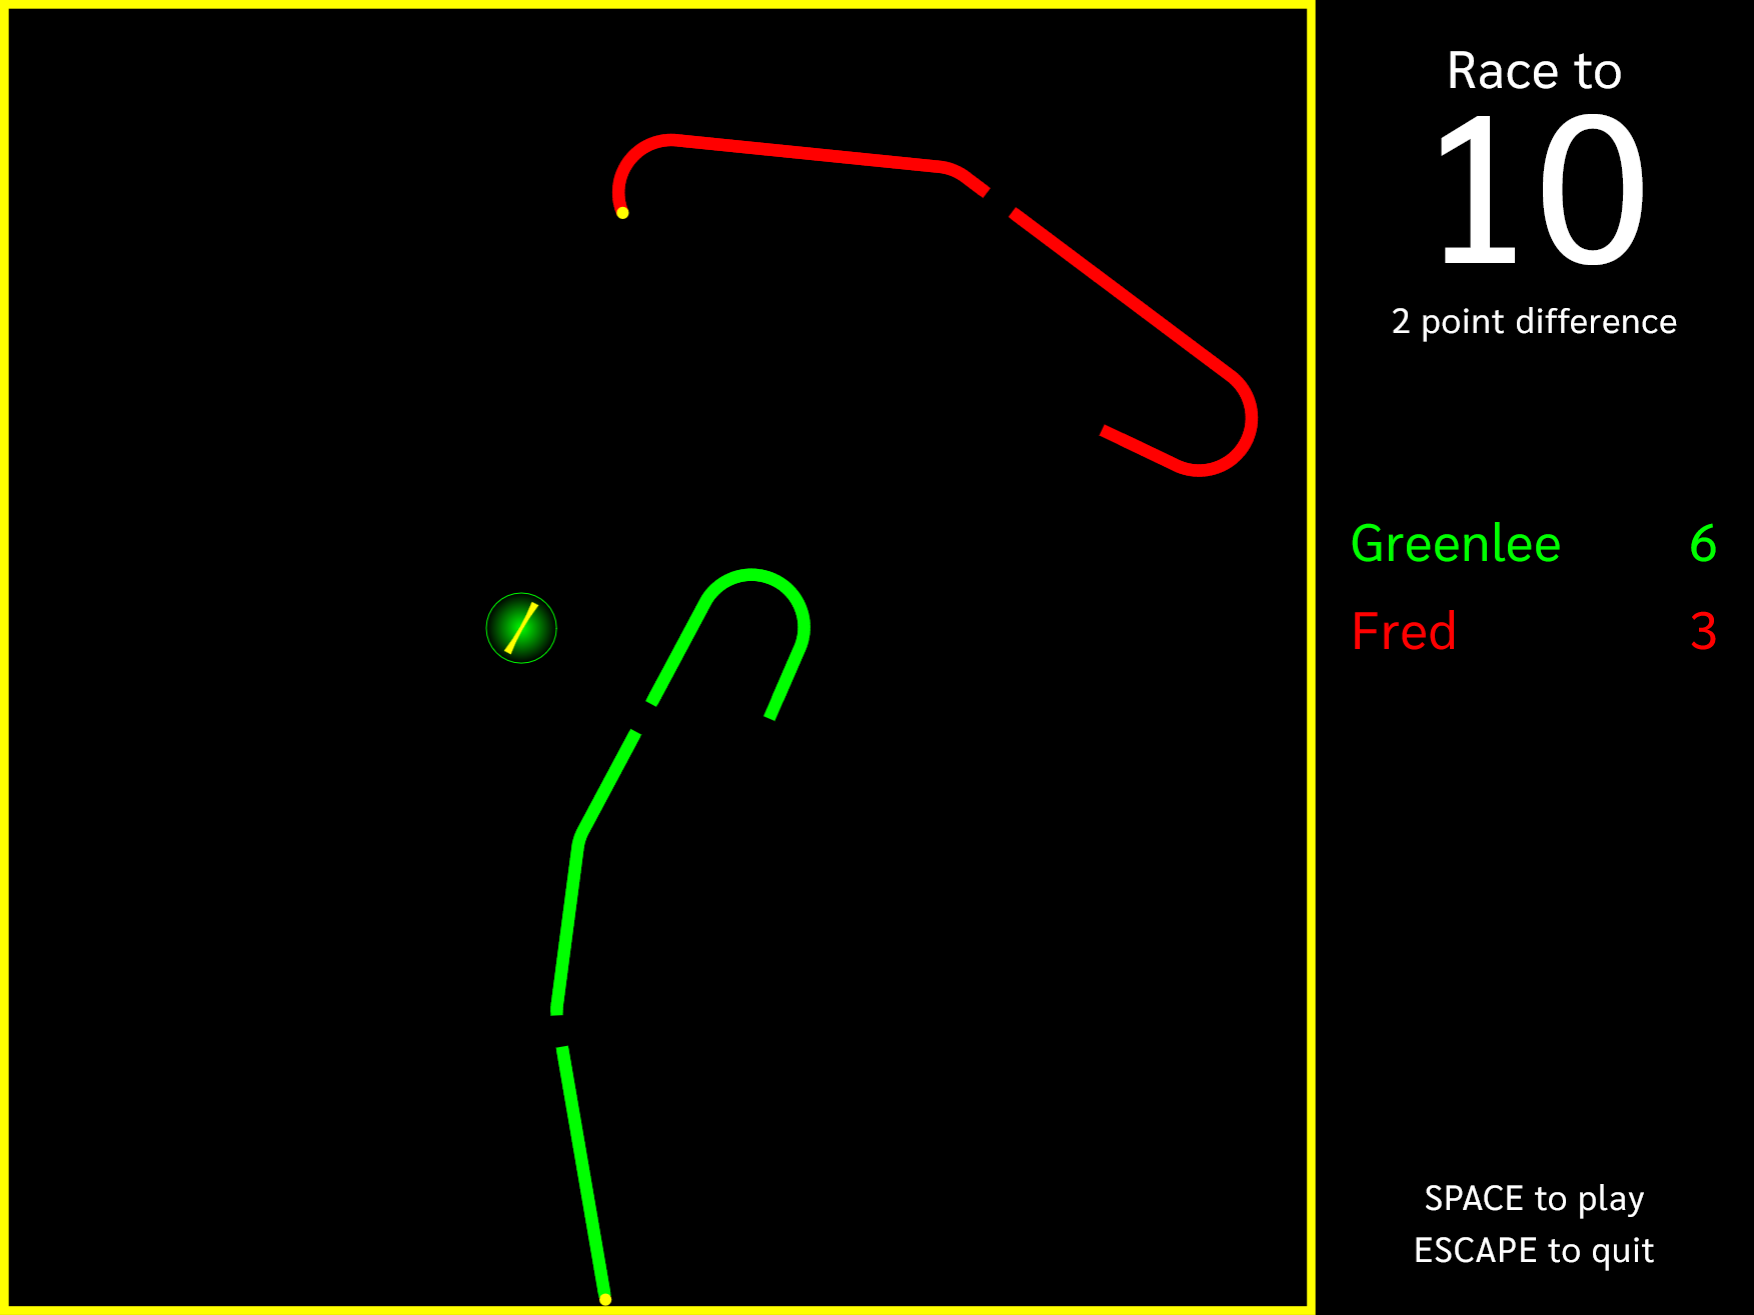 Race to
10
2 point difference
Greenlee 6
Fred 3
SPACE to play
ESCAPE to quit